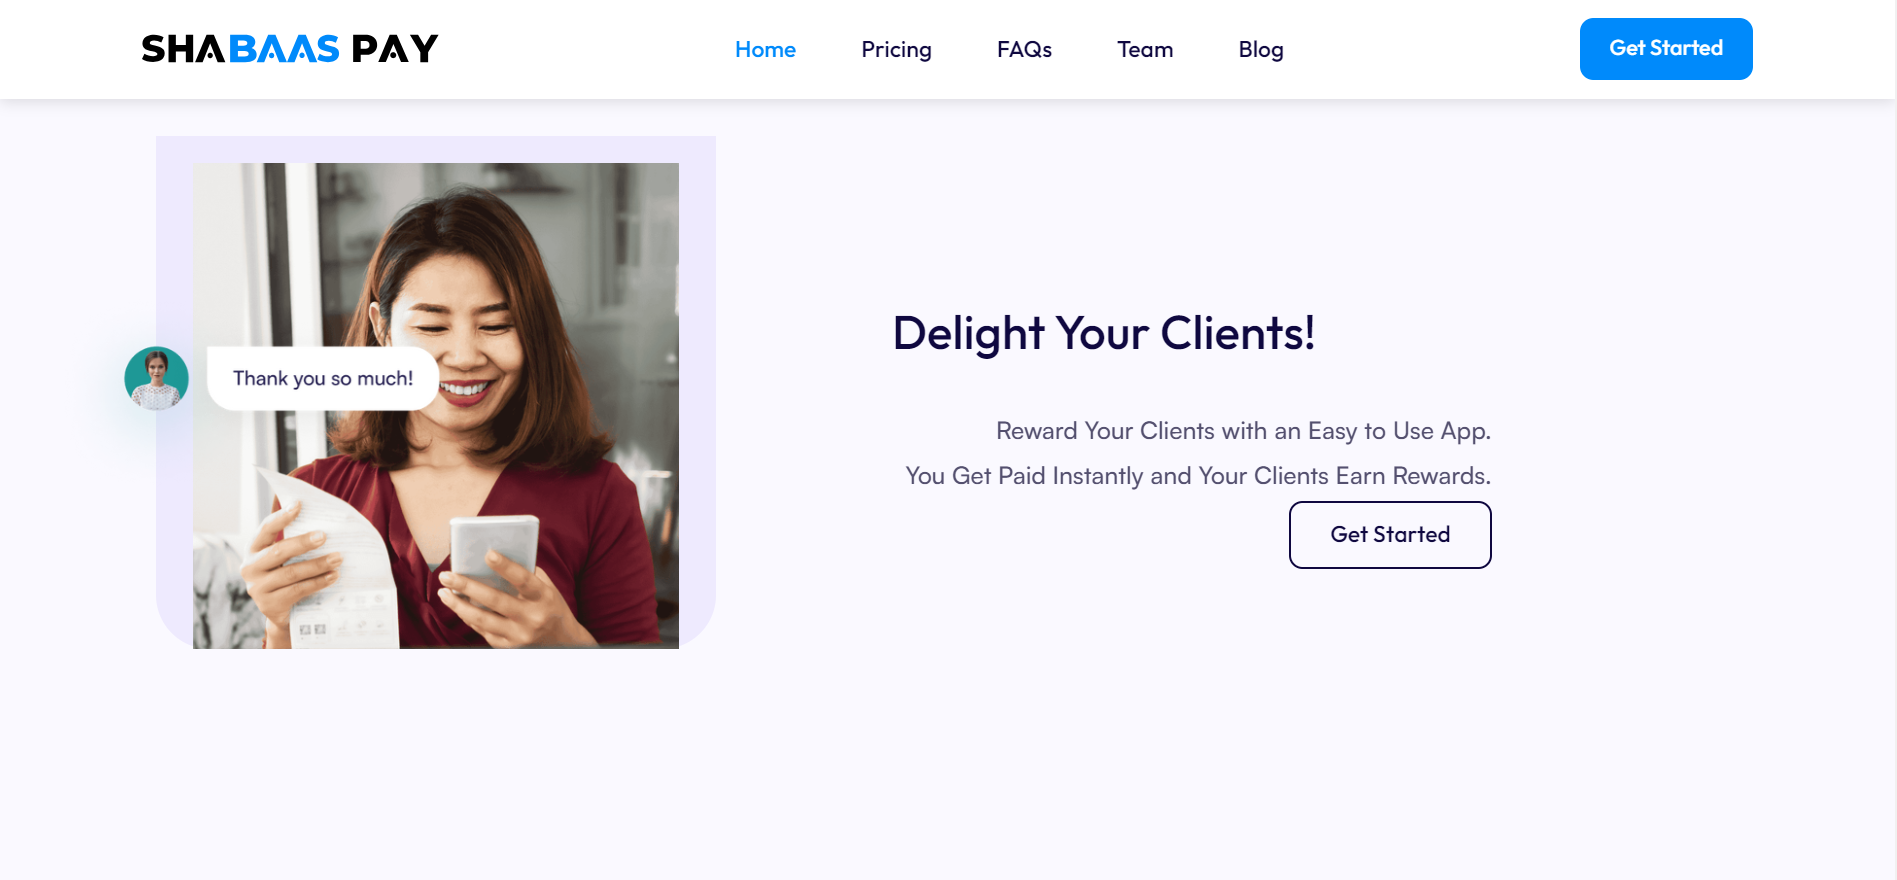 SHABAAS PAY
Home Pricing FAQs Team Blog
Get Started
Thank you so much!
Delight Your Clients!
Reward Your Clients with an Easy to Use App.
You Get Paid Instantly and Your Clients Earn Rewards.
Get Started